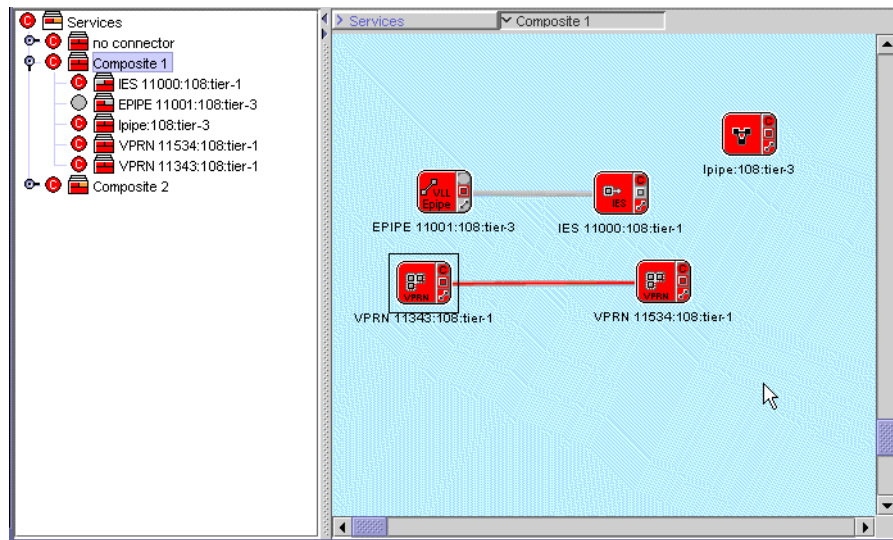 Services
no connector
Composite 1
IES 11000:108:tier-1
EPIPE 11001:108:tier-3
Ipipe:108:tier-3
VPRN 11534:108:tier-1
VPRN 11343:108:tier-1
Composite 2
Services
Composite 1
C
Ipipe:108:tier-3
VLL
Epipe
EPIPE 11001:108:tier-3
C
IES
IES 11000:108:tier-1
C
VPRN
VPRN 11343:108:tier-1
C
VPRN
VPRN 11534:108:tier-1